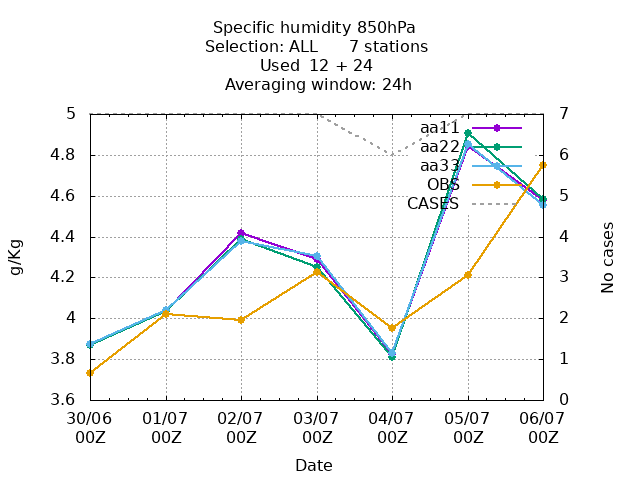 Specific humidity 850hPa
Selection: ALL 7 stations
Used 12 + 24
Averaging window: 24h
5
4.8
4.6
4.4
4.2
4
3.8
3.6
g/Kg
7
6
5
4
3
2
1
0
No cases
aa11
aa22
aa33
OBS
CASES
30/06 01/07 02/07 03/07 04/07 05/07 06/07
00Z 00Z 00Z 00Z 00Z 00Z 00Z
Date